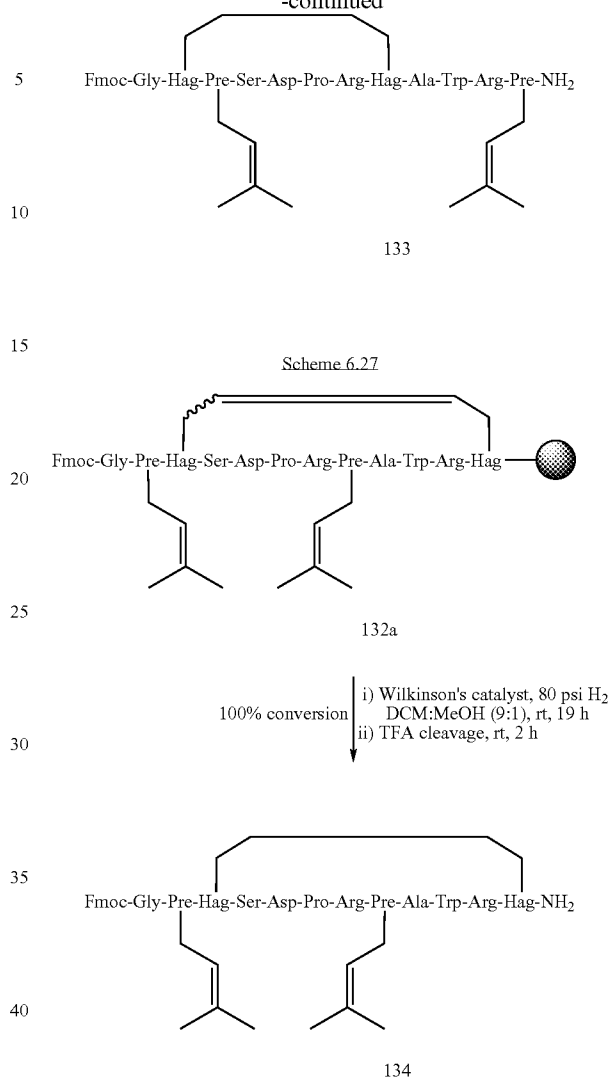 -continued
5
Fmoc-Gly-Hag-Pre-Ser-Asp-Pro-Arg-Hag-Ala-Trp-Arg-Pre-NH2
10
133
15
Scheme 6.27
Fmoc-Gly-Pre-Hag-Ser-Asp-Pro-Arg-Pre-Ala-Trp-Arg-Hag
20
25
132a
i) Wilkinson's catalyst, 80 psi H2
100% conversion DCM:MeOH (9:1), rt, 19 h
ii) TFA cleavage, rt, 2 h
30
35
Fmoc-Gly-Pre-Hag-Ser-Asp-Pro-Arg-Pre-Ala-Trp-Arg-Hag-NH2
40
134